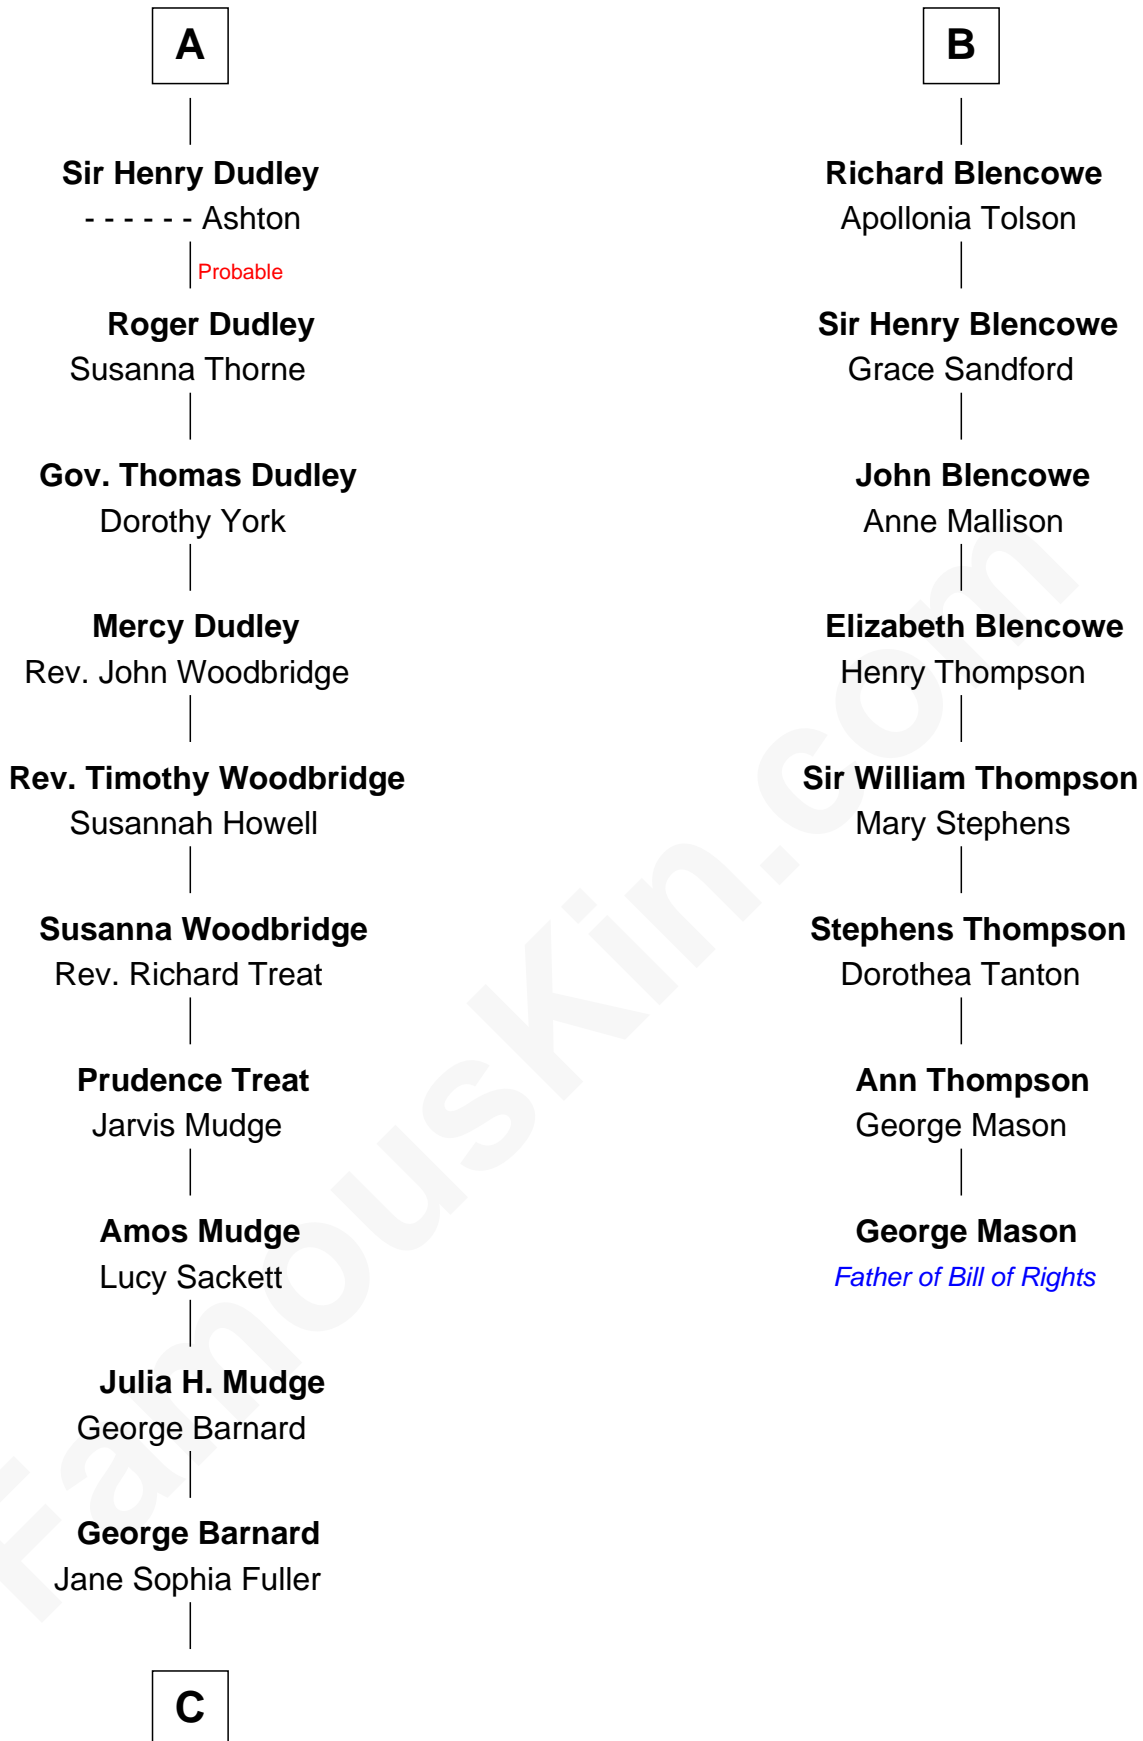 A
Sir Henry Dudley
- - - - - - Ashton
Probable
Roger Dudley
Susanna Thorne
Gov. Thomas Dudley
Dorothy York
Mercy Dudley
Rev. John Woodbridge
Rev. Timothy Woodbridge
Susannah Howell
Susanna Woodbridge
Rev. Richard Treat
Prudence Treat
Jarvis Mudge
Amos Mudge
Lucy Sackett
Julia H. Mudge
George Barnard
George Barnard
Jane Sophia Fuller
C
B
Richard Blencowe
Apollonia Tolson
Sir Henry Blencowe
Grace Sandford
John Blencowe
Anne Mallison
Elizabeth Blencowe
Henry Thompson
Sir William Thompson
Mary Stephens
Stephens Thompson
Dorothea Tanton
Ann Thompson
George Mason
George Mason
Father of Bill of Rights
FamousKin.com